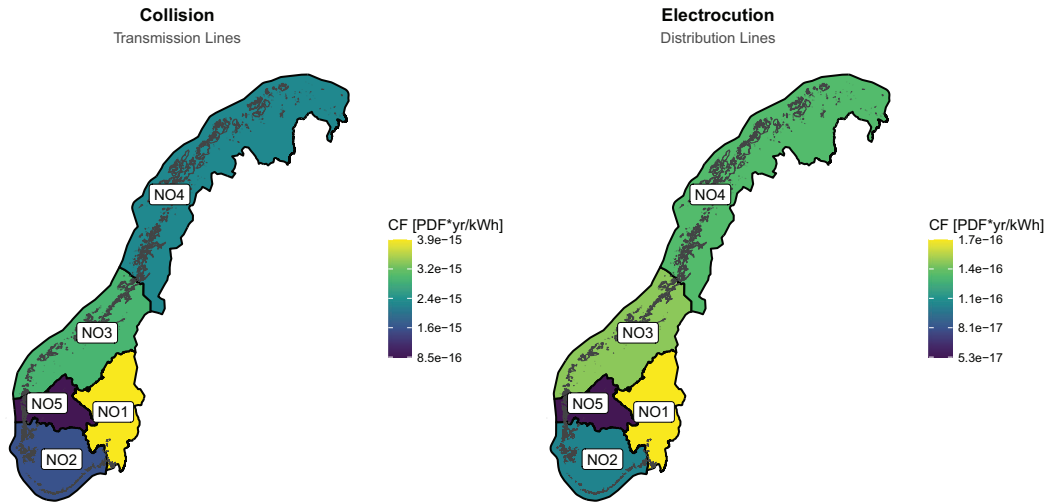 Collision
Transmission Lines
NO4
NO3
NO5
NO1
NO2
CF [PDF*yr/kWh]
3.9e−15
3.2e−15
2.4e−15
1.6e−15
8.5e−16
Electrocution
Distribution Lines
NO4
NO3
NO5
NO1
NO2
CF [PDF*yr/kWh]
1.7e−16
1.4e−16
1.1e−16
8.1e−17
5.3e−17